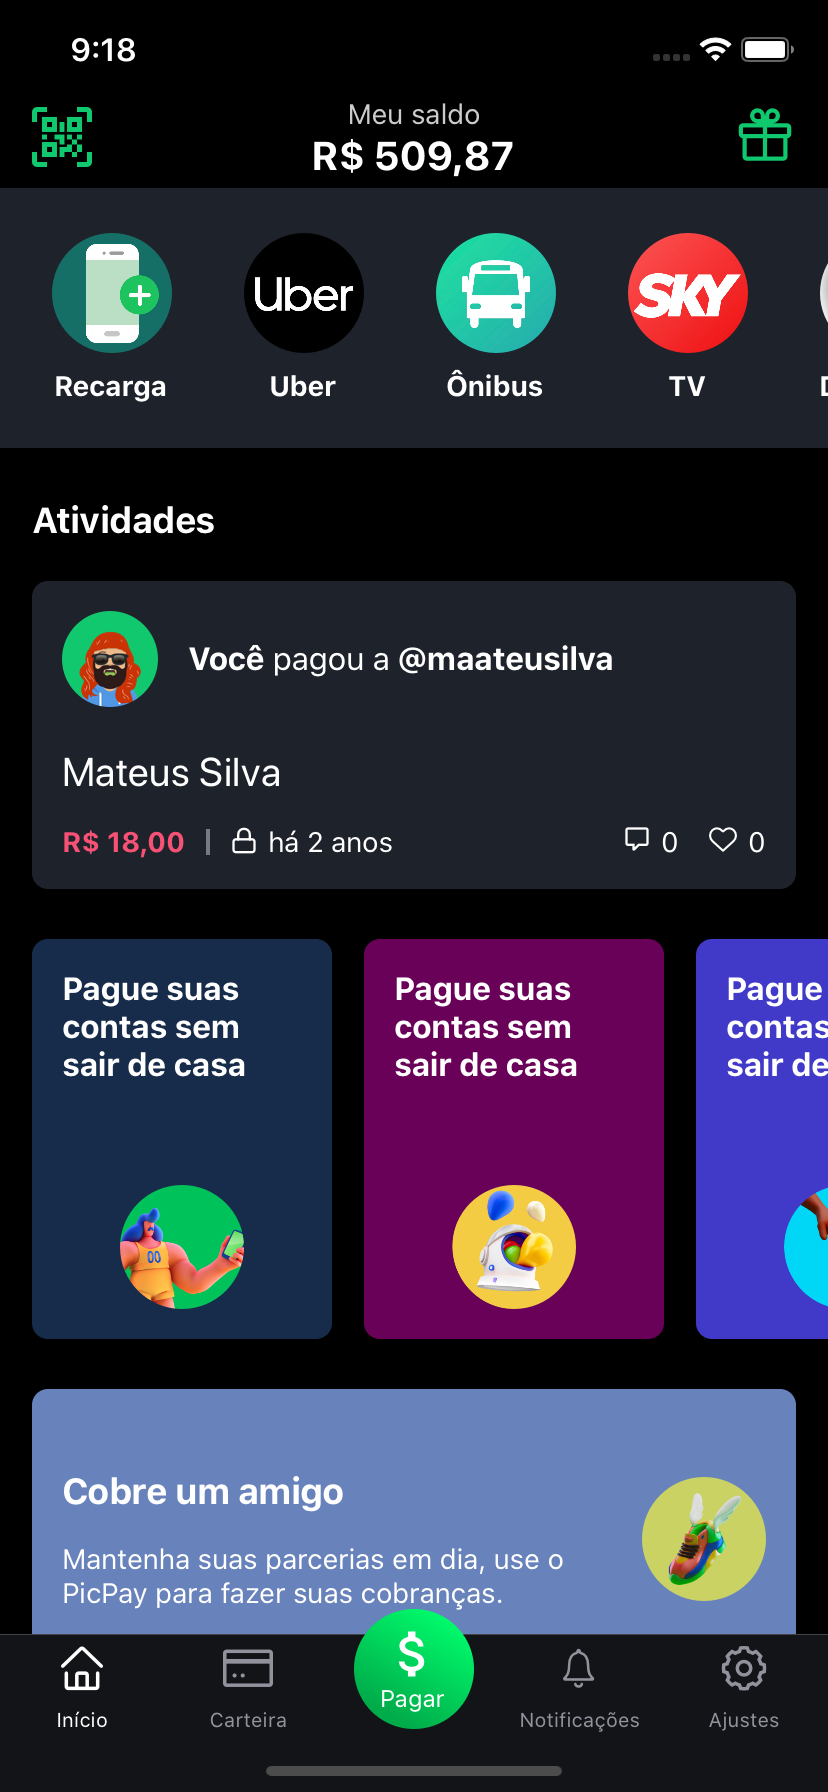 9:18
Meu saldo
R$ 509,87
Uber
SKY
Recarga
Uber
Ônibus
TV
Atividades
Você pagou a @maateusilva
Mateus Silva
R$ 18,00 | há 2 anos
0
0
Pague suas
contas sem
sair de casa
00
Pague suas
contas sem
sair de casa
Pague
contas
sair de
Cobre um amigo
Mantenha suas parcerias em dia, use o
PicPay para fazer suas cobranças.
$
Início
Carteira
Pagar
Notificações
Ajustes